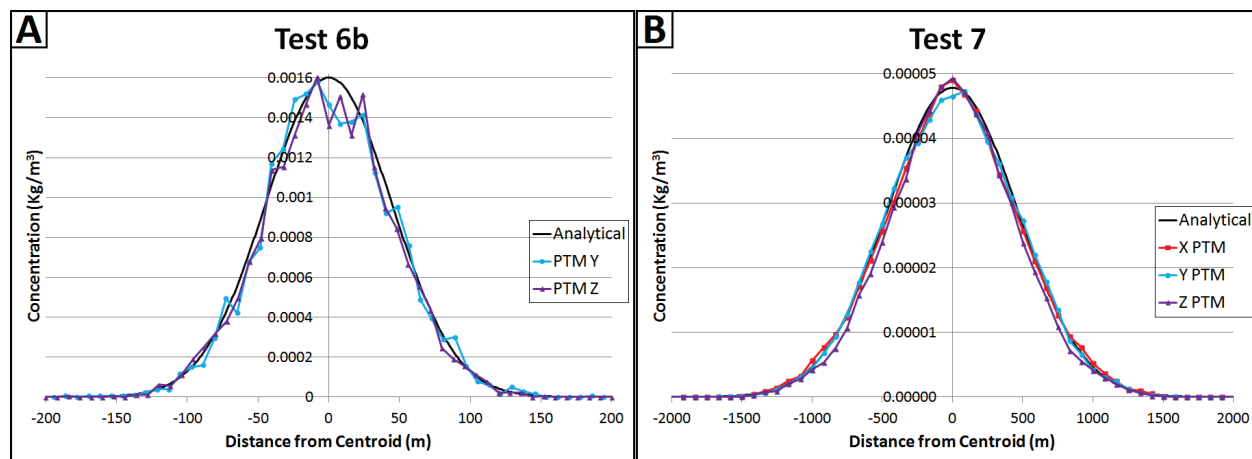 A
Test 6b
Concentration (Kg/m³)
0.0016
0.0014
0.0012
0.001
0.0008
0.0006
0.0004
0.0002
0
-200
-150
-100
-50
0
50
100
150
200
Distance from Centroid (m)
Analytical
PTM Y
PTM Z
B
Test 7
Concentration (Kg/m³)
0.00005
0.00004
0.00003
0.00002
0.00001
0.00000
-2000
-1500
-1000
-500
0
500
1000
1500
2000
Distance from Centroid (m)
Analytical
X PTM
Y PTM
Z PTM